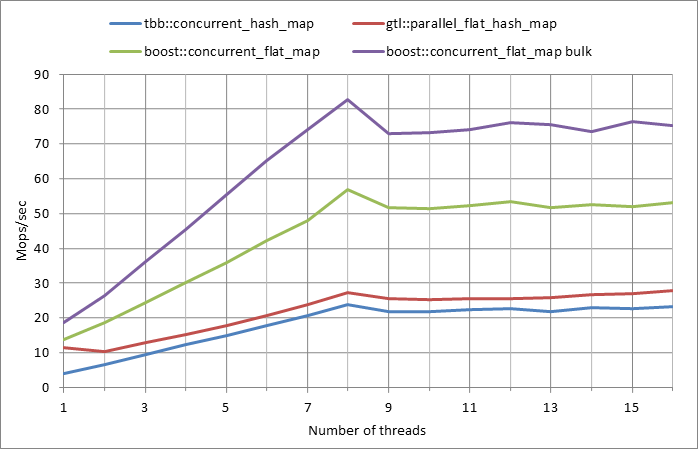 tbb::concurrent_hash_map gtl::parallel_flat_hash_map
boost::concurrent_flat_map boost::concurrent_flat_map bulk
90
80
70
60
50
40
30
20
10
0
Mops/sec
1 3 5 7 9 11 13 15
Number of threads